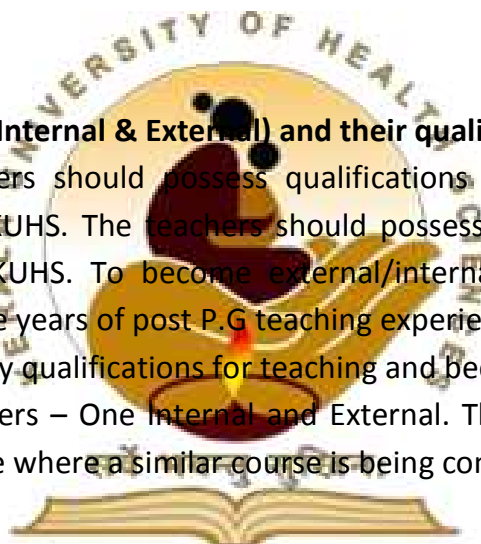 UNIVERSITY OF HEALTH
Internal & External) and their quali
ers should possess qualifications
KUHS. The teachers should possess
KUHS. To become external/interna
e years of post P.G teaching experie
y qualifications for teaching and be
ers – One Internal and External. Th
e where a similar course is being con